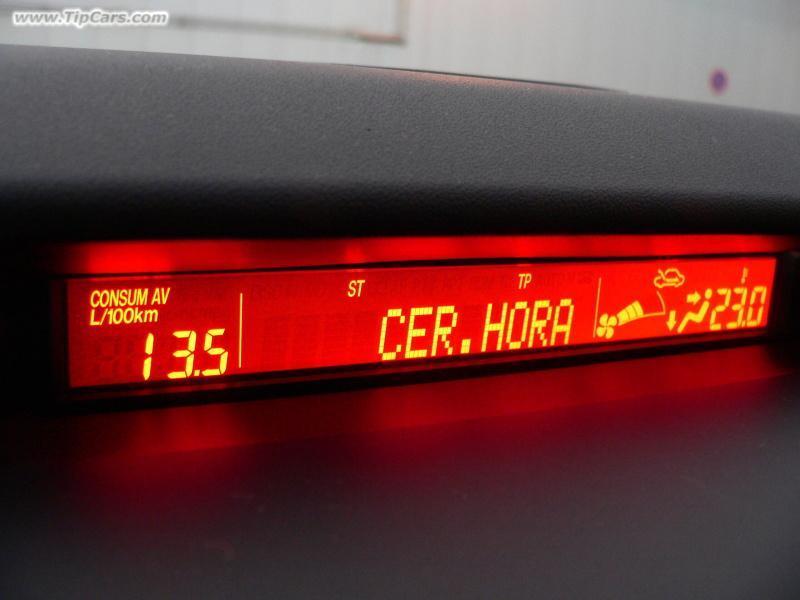 www.TipCars.com
CONSUM AV
L/100km
13.5
ST
TP
CER.HORA
23.0